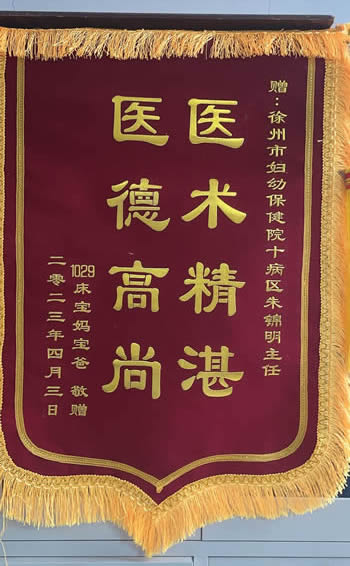 赠：徐州市妇幼保健院十病区朱锦明主任
医术精湛
医德高尚
1029床宝妈宝爸 敬赠
二零二三年四月三日